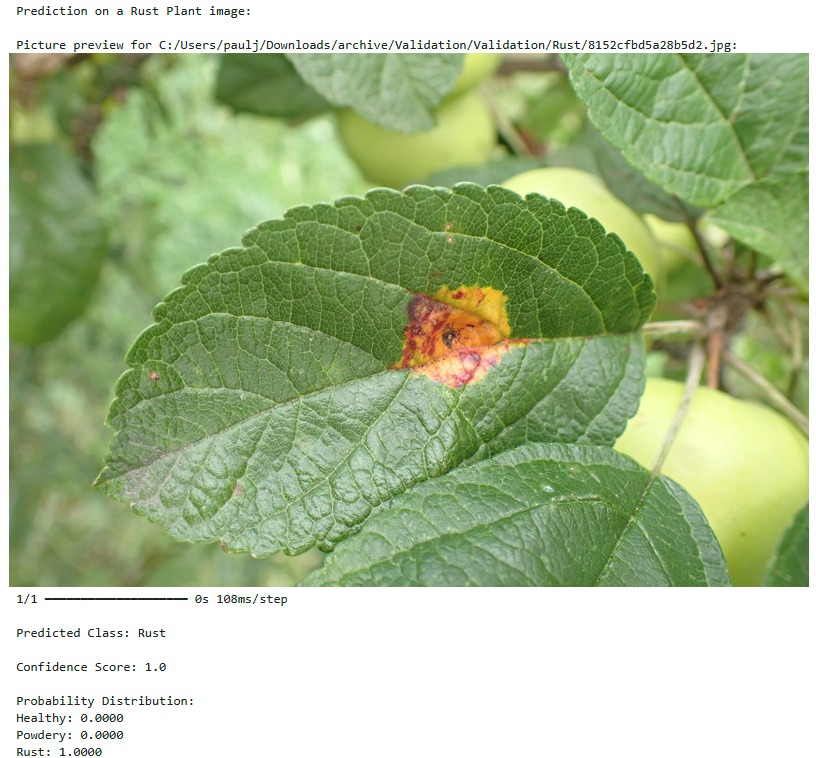 Prediction on a Rust Plant image:
Picture preview for C:/Users/paulj/Downloads/archive/Validation/Validation/Rust/8152cfbd5a28b5d2.jpg:
1/1 ━━━━━━━━━━━━━━━━━━━━ 0s 108ms/step
Predicted Class: Rust
Confidence Score: 1.0
Probability Distribution:
Healthy: 0.0000
Powdery: 0.0000
Rust: 1.0000